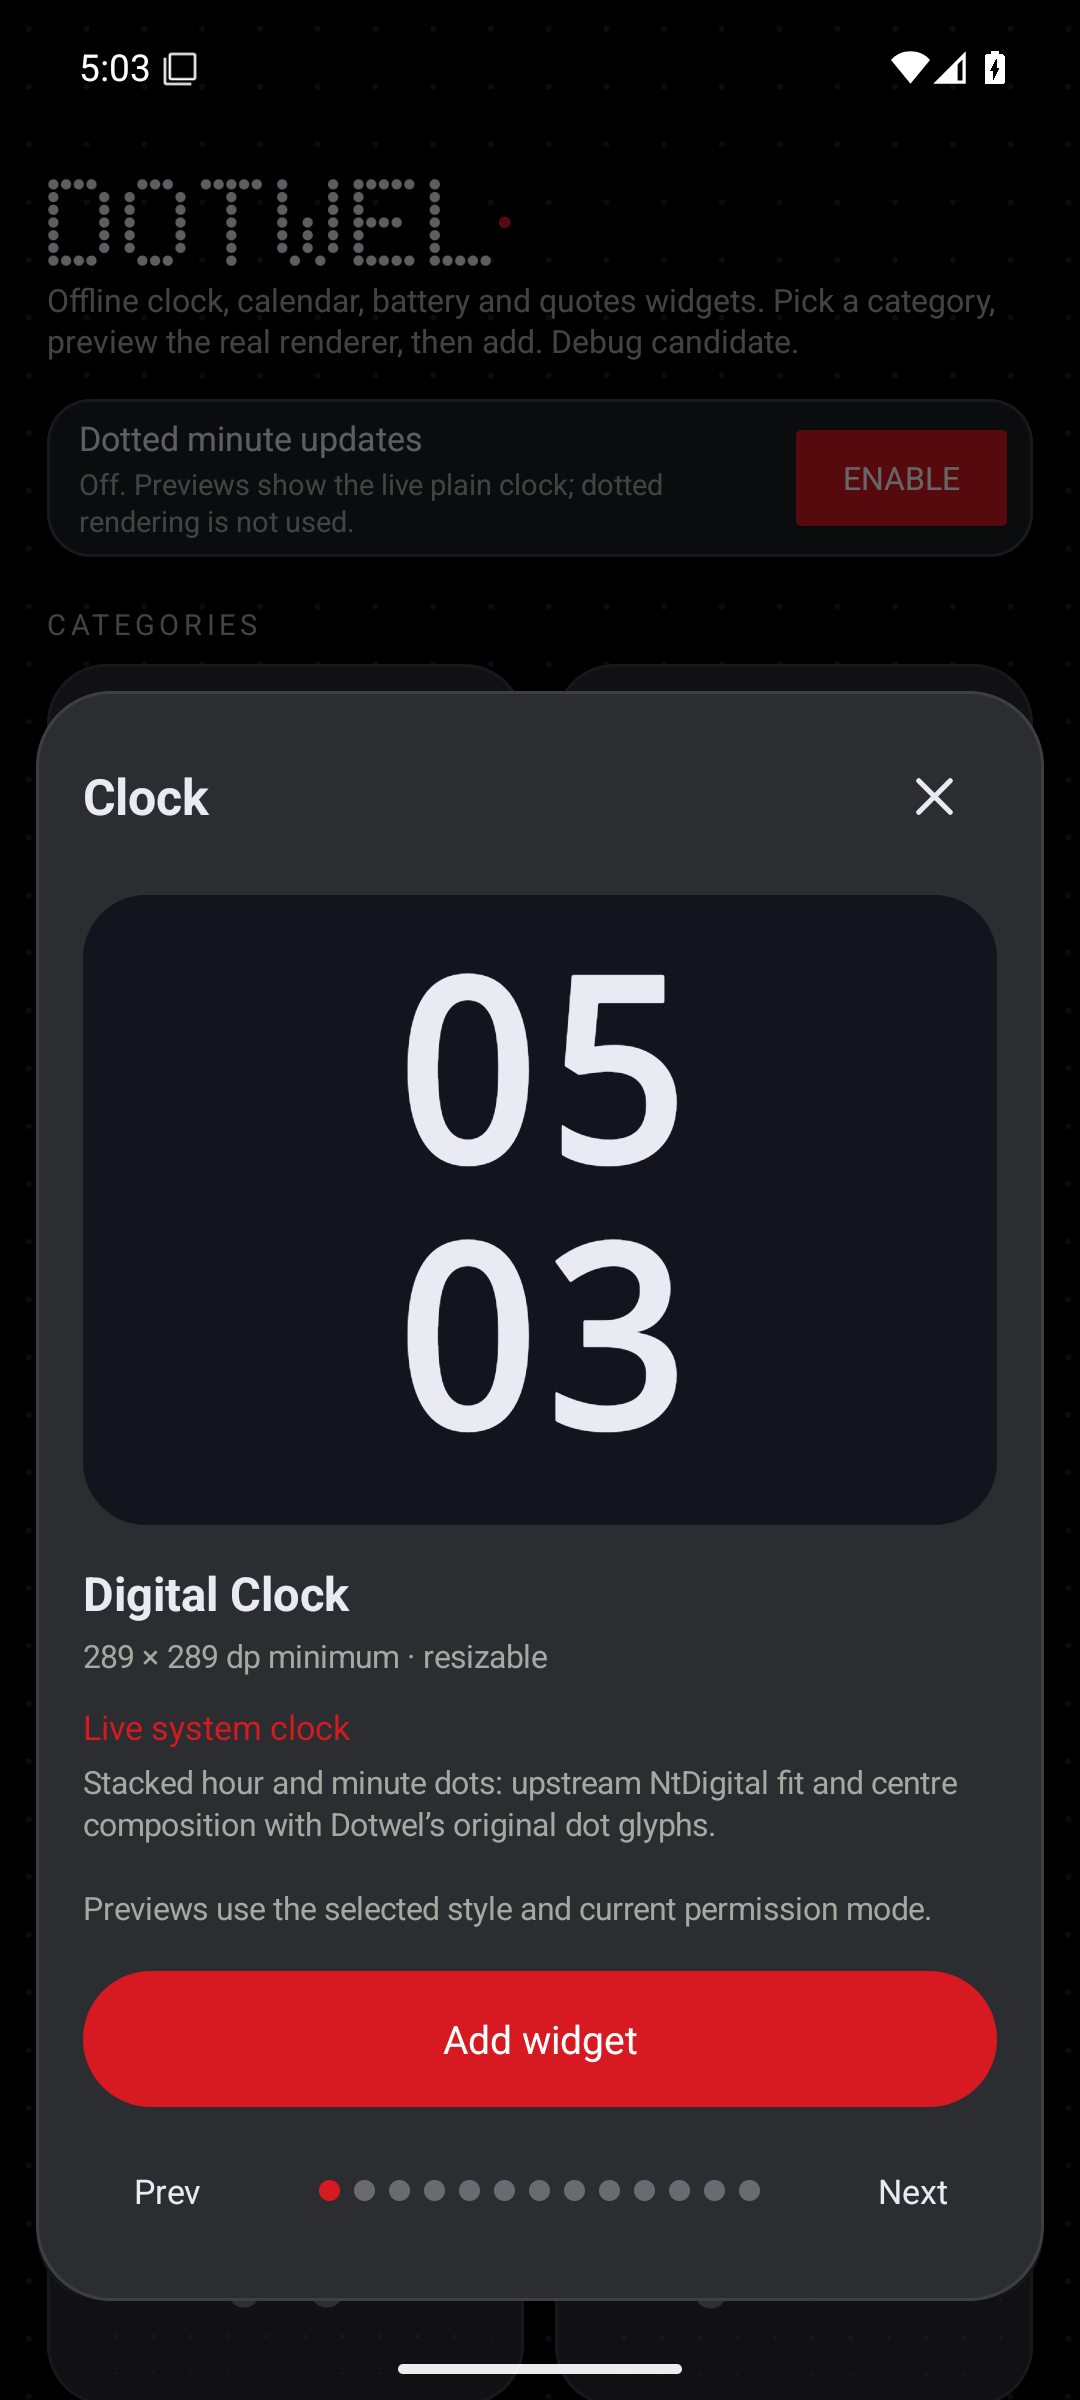 5:03
DOTWEL
Offline clock, calendar, battery and quotes widgets. Pick a category,
preview the real renderer, then add. Debug candidate.
Dotted minute updates
Off. Previews show the live plain clock; dotted
rendering is not used.
ENABLE
CATEGORIES
Clock
05
03
Digital Clock
289 × 289 dp minimum · resizable
Live system clock
Stacked hour and minute dots: upstream NtDigital fit and centre
composition with Dotwel’s original dot glyphs.
Previews use the selected style and current permission mode.
Add widget
Prev
Next